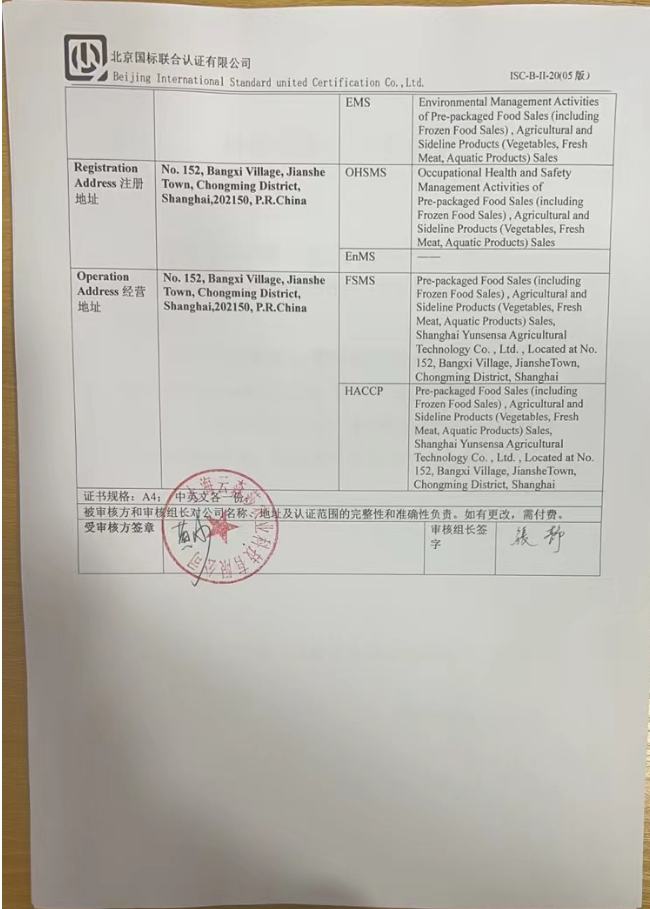 北京国标联合认证有限公司
Beijing International Standard united Certification Co.,Ltd.
ISC-B-II-20(05 版)
EMS
Environmental Management Activities
of Pre-packaged Food Sales (including
Frozen Food Sales) , Agricultural and
Sideline Products (Vegetables, Fresh
Meat, Aquatic Products) Sales
Registration
Address 注册
地址
No. 152, Bangxi Village, Jianshe
Town, Chongming District,
Shanghai,202150, P.R.China
OHSMS
Occupational Health and Safety
Management Activities of
Pre-packaged Food Sales (including
Frozen Food Sales) , Agricultural and
Sideline Products (Vegetables, Fresh
Meat, Aquatic Products) Sales
EnMS
——
Operation
Address 经营
地址
No. 152, Bangxi Village, Jianshe
Town, Chongming District,
Shanghai,202150, P.R.China
FSMS
Pre-packaged Food Sales (including
Frozen Food Sales) , Agricultural and
Sideline Products (Vegetables, Fresh
Meat, Aquatic Products) Sales,
Shanghai Yunsensa Agricultural
Technology Co. , Ltd. , Located at No.
152, Bangxi Village, JiansheTown,
Chongming District, Shanghai
HACCP
Pre-packaged Food Sales (including
Frozen Food Sales) , Agricultural and
Sideline Products (Vegetables, Fresh
Meat, Aquatic Products) Sales,
Shanghai Yunsensa Agricultural
Technology Co. , Ltd. , Located at No.
152, Bangxi Village, JiansheTown,
Chongming District, Shanghai
证书规格：A4； 中英文各一份。
被审核方和审核组长对公司名称、地址及认证范围的完整性和准确性负责。如有更改，需付费。
受审核方签章
审核组长签
字
張静